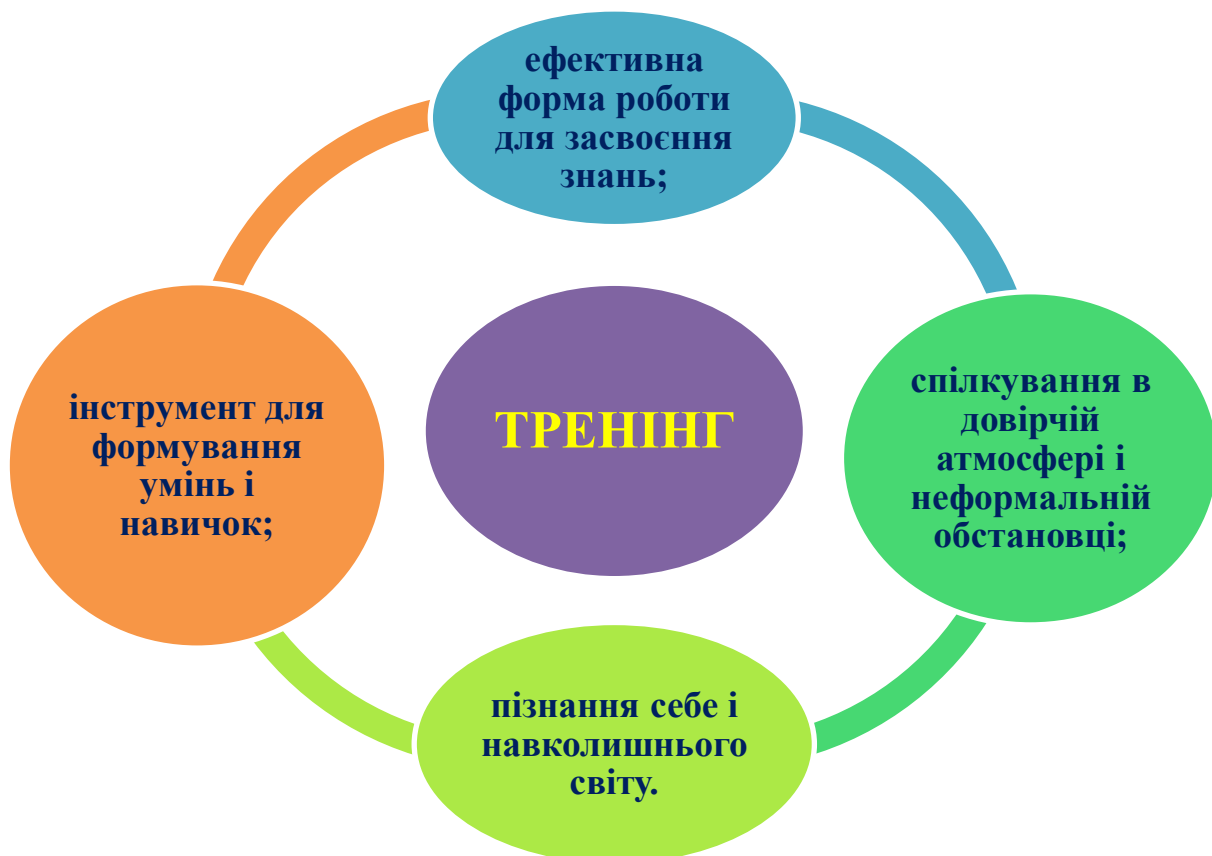 ефективна
форма роботи
для засвоєння
знань;
інструмент для
формування
умінь і
навичок;
ТРЕНІНГ
спілкування в
довірчій
атмосфері і
неформальній
обстановці;
пізнання себе і
навколишнього
світу.